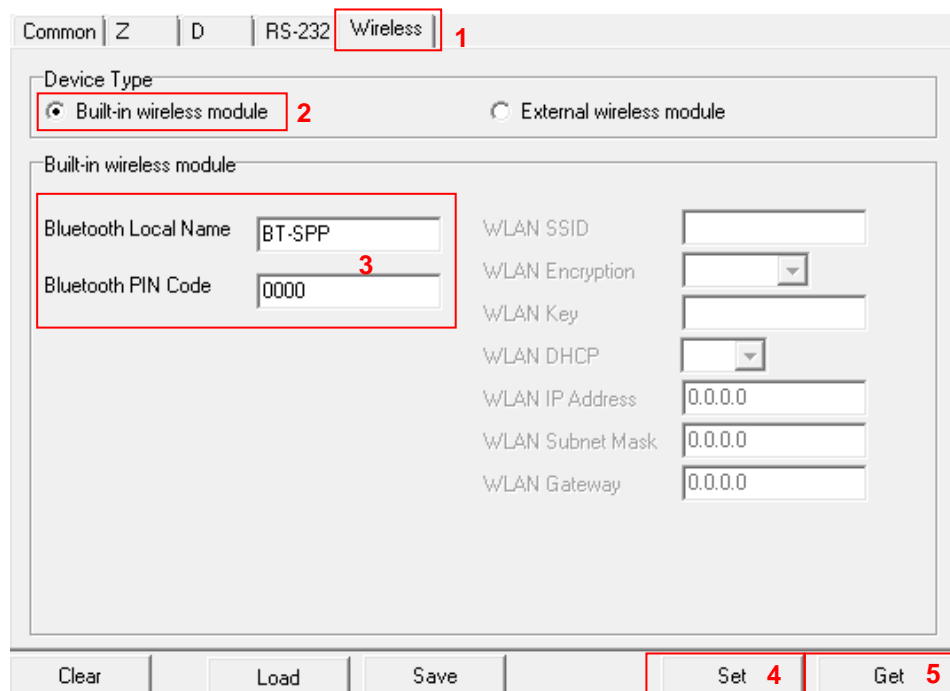 Common Z D RS-232 Wireless 1
Device Type
Built-in wireless module 2 External wireless module
Built-in wireless module
Bluetooth Local Name BT-SPP
3
Bluetooth PIN Code 0000
WLAN SSID
WLAN Encryption
WLAN Key
WLAN DHCP
WLAN IP Address 0.0.0.0
WLAN Subnet Mask 0.0.0.0
WLAN Gateway 0.0.0.0
Clear Load Save Set 4 Get 5